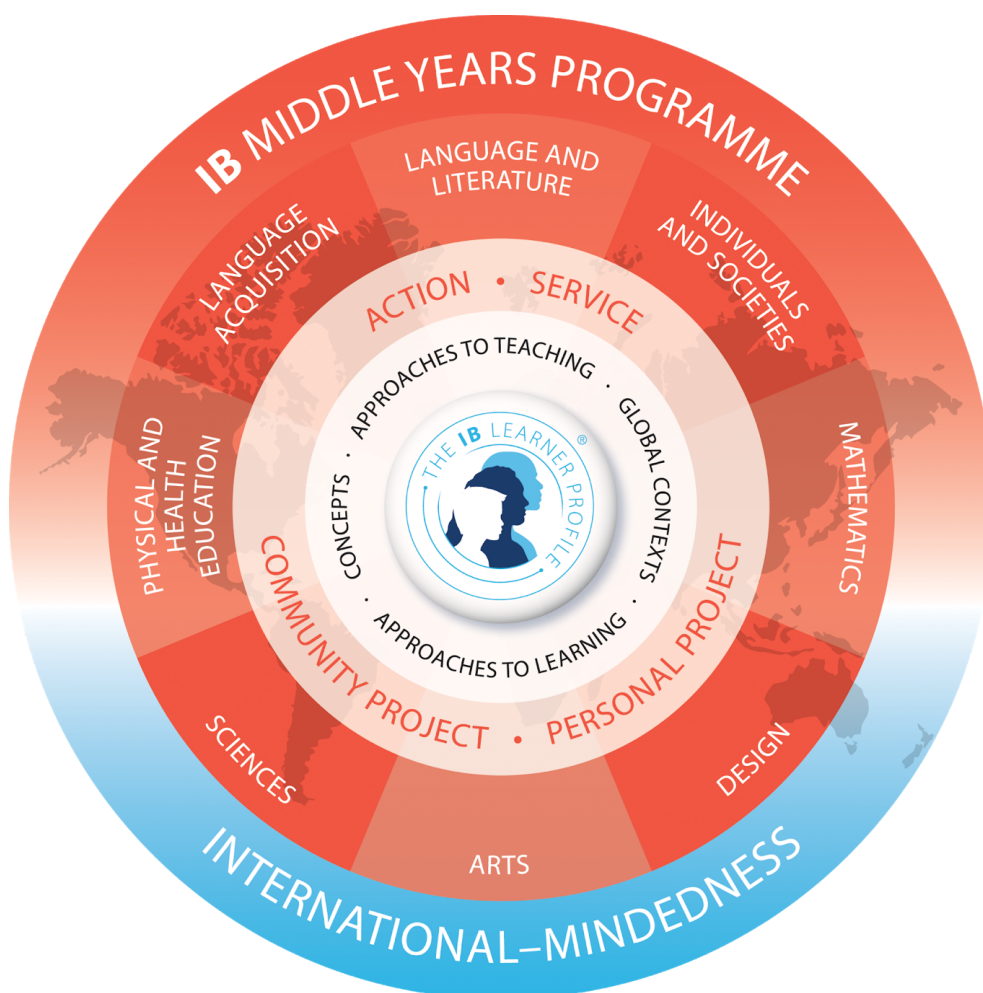 IB MIDDLE YEARS PROGRAMME
LANGUAGE AND
LITERATURE
INDIVIDUALS
AND SOCIETIES
MATHEMATICS
DESIGN
ARTS
SCIENCES
PHYSICAL AND
HEALTH
EDUCATION
LANGUAGE
ACQUISITION
ACTION • SERVICE
PERSONAL PROJECT • COMMUNITY PROJECT
APPROACHES TO TEACHING · GLOBAL CONTEXTS · APPROACHES TO LEARNING · CONCEPTS ·
• THE IB LEARNER PROFILE • ®
INTERNATIONAL–MINDEDNESS